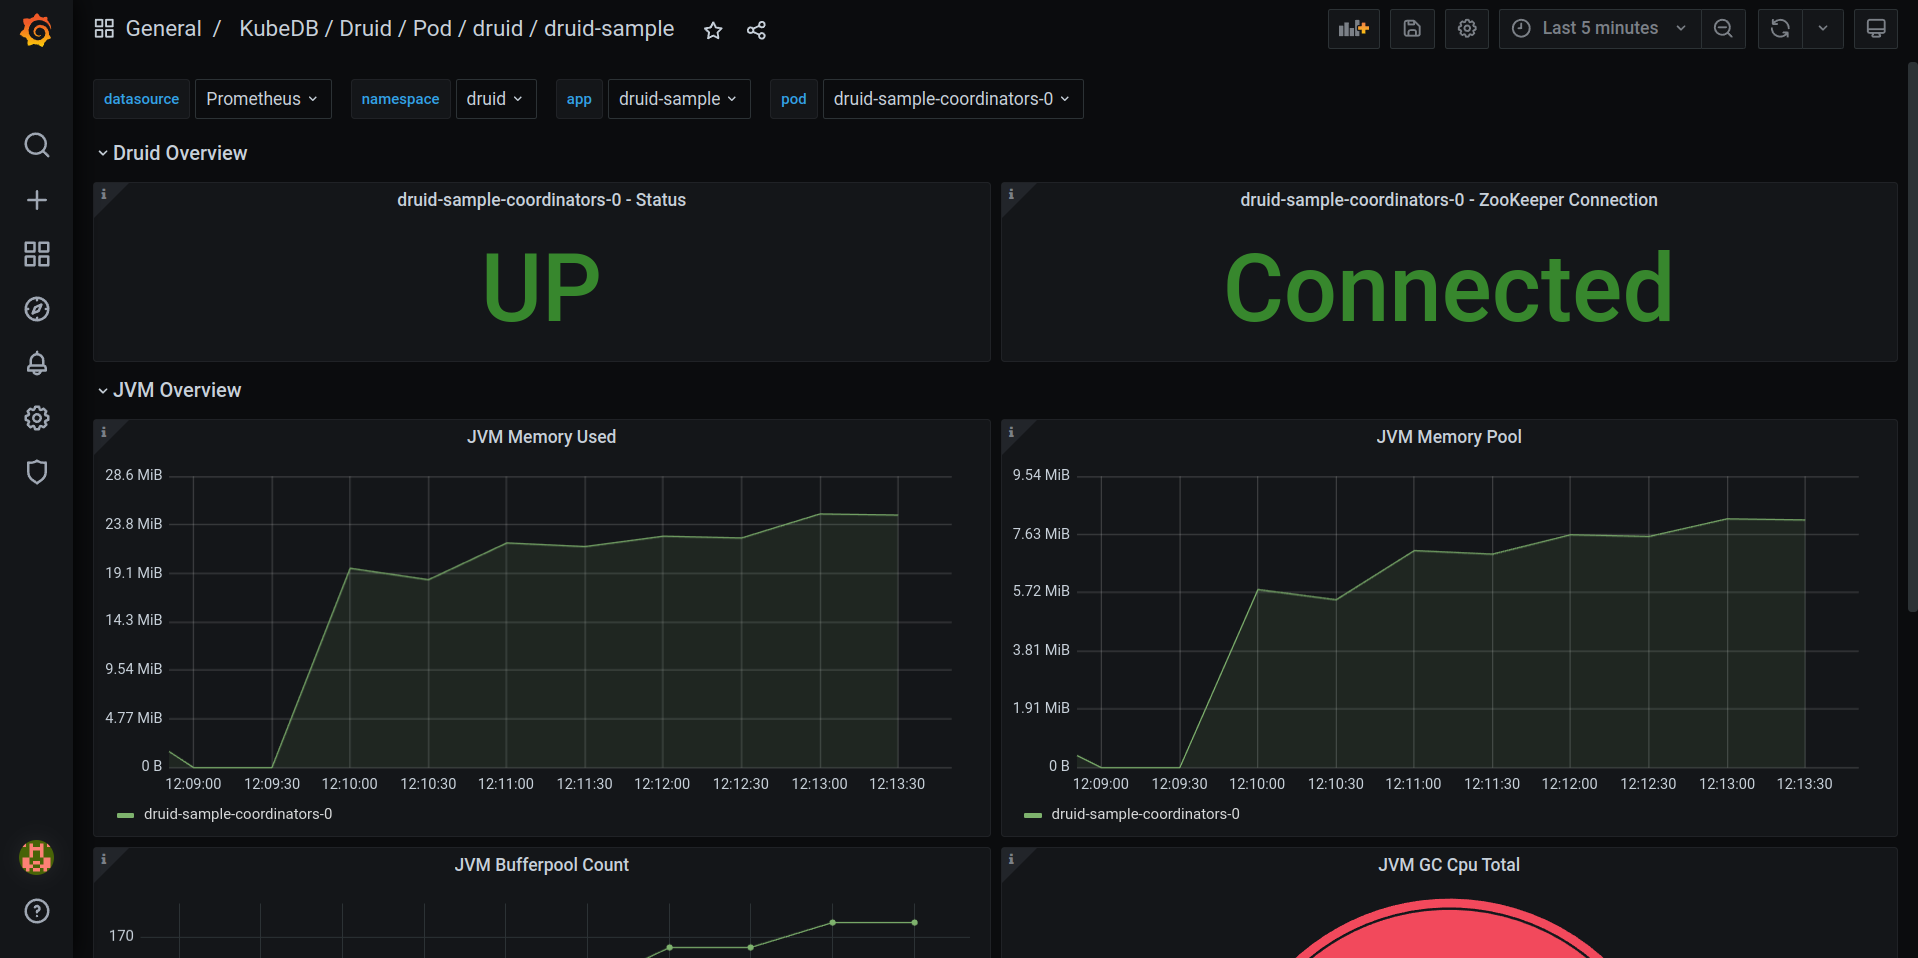 General / KubeDB / Druid / Pod / druid / druid-sample
Last 5 minutes
datasource Prometheus namespace druid app druid-sample pod druid-sample-coordinators-0
Druid Overview
druid-sample-coordinators-0 - Status
UP
druid-sample-coordinators-0 - ZooKeeper Connection
Connected
JVM Overview
JVM Memory Used
28.6 MiB
23.8 MiB
19.1 MiB
14.3 MiB
9.54 MiB
4.77 MiB
0 B
12:09:00 12:09:30 12:10:00 12:10:30 12:11:00 12:11:30 12:12:00 12:12:30 12:13:00 12:13:30
druid-sample-coordinators-0
JVM Memory Pool
9.54 MiB
7.63 MiB
5.72 MiB
3.81 MiB
1.91 MiB
0 B
12:09:00 12:09:30 12:10:00 12:10:30 12:11:00 12:11:30 12:12:00 12:12:30 12:13:00 12:13:30
druid-sample-coordinators-0
JVM Bufferpool Count
170
JVM GC Cpu Total